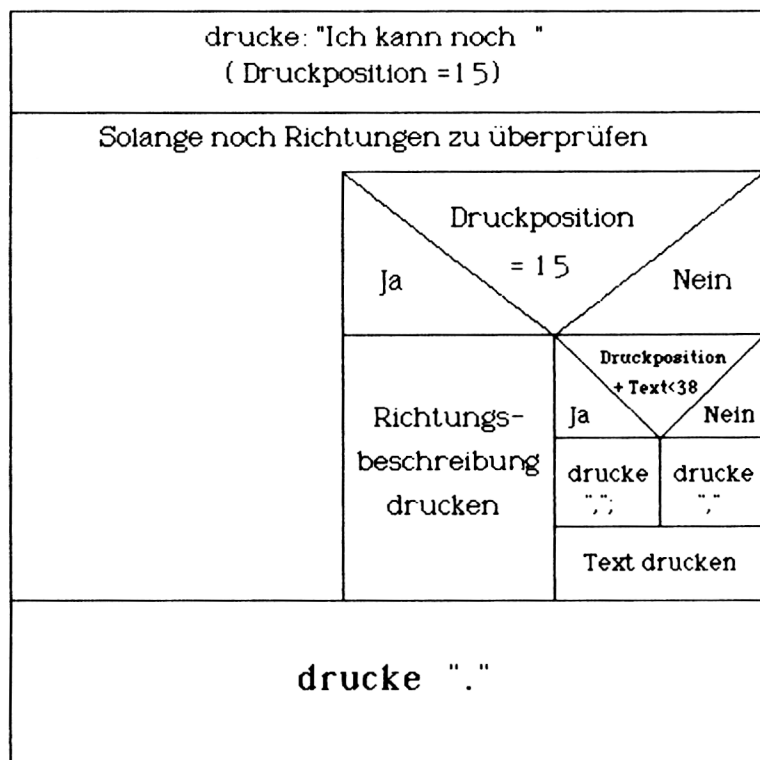 drucke: "Ich kann noch "
( Druckposition =15)
Solange noch Richtungen zu überprüfen
Druckposition
= 15
Ja
Nein
Druckposition
+ Text<38
Ja
Nein
Richtungs-
beschreibung
drucken
drucke
",";
drucke
","
Text drucken
drucke "."